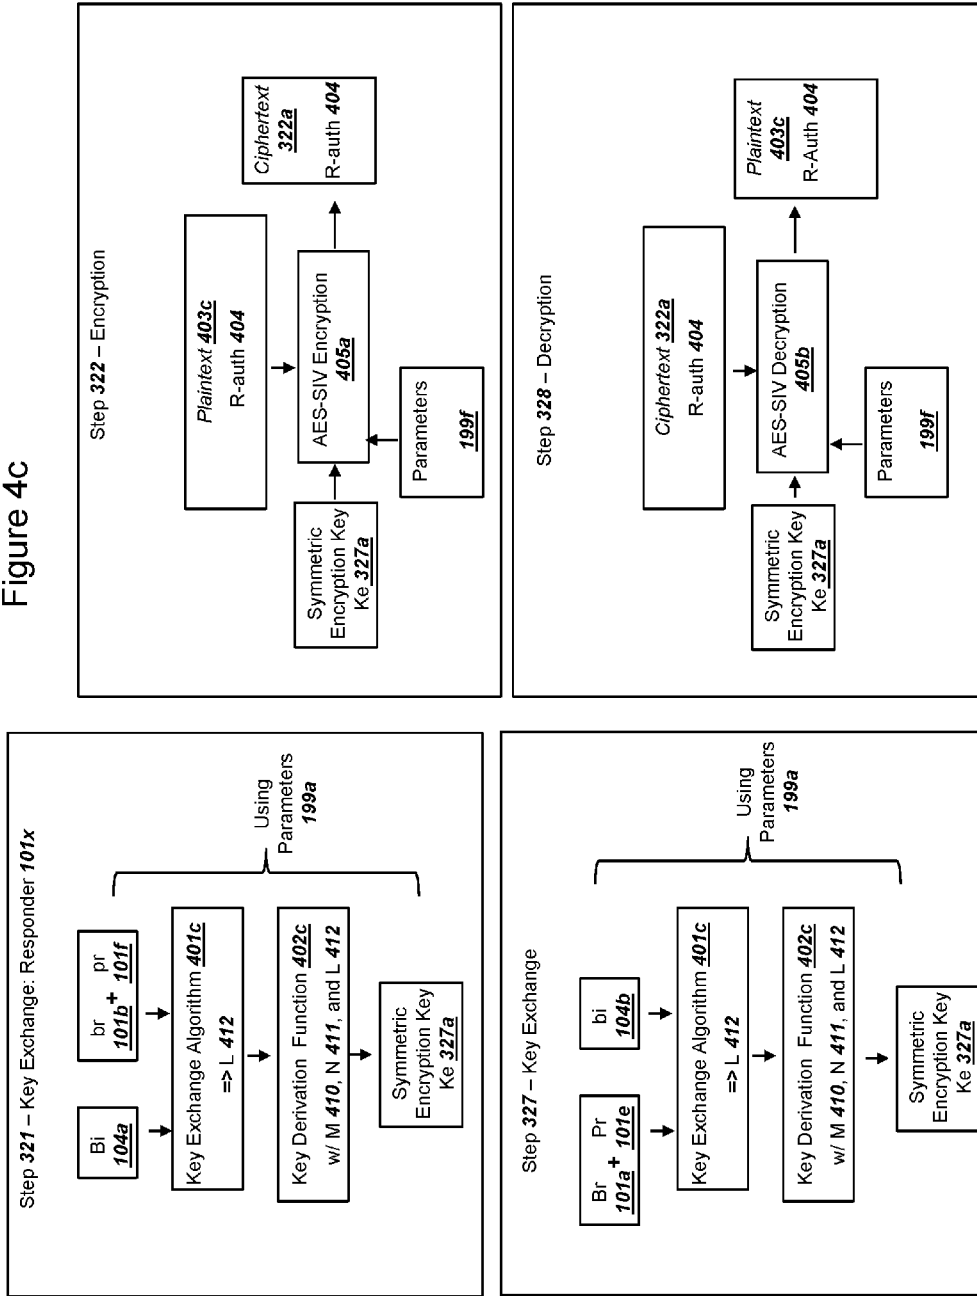 Figure 4c
Step 321 – Key Exchange: Responder 101x
Bi
104a
br + pr
101b 101f
Key Exchange Algorithm 401c
=> L 412
Key Derivation Function 402c
w/ M 410, N 411, and L 412
Symmetric
Encryption Key
Ke 327a
Using
Parameters
199a
Step 322 – Encryption
Plaintext 403c
R-auth 404
Symmetric
Encryption Key
Ke 327a
AES-SIV Encryption
405a
Parameters
199f
Ciphertext
322a
R-auth 404
Step 327 – Key Exchange
Br + Pr
101a 101e
bi
104b
Key Exchange Algorithm 401c
=> L 412
Key Derivation Function 402c
w/ M 410, N 411, and L 412
Symmetric
Encryption Key
Ke 327a
Using
Parameters
199a
Step 328 – Decryption
Ciphertext 322a
R-auth 404
Symmetric
Encryption Key
Ke 327a
AES-SIV Decryption
405b
Parameters
199f
Plaintext
403c
R-Auth 404